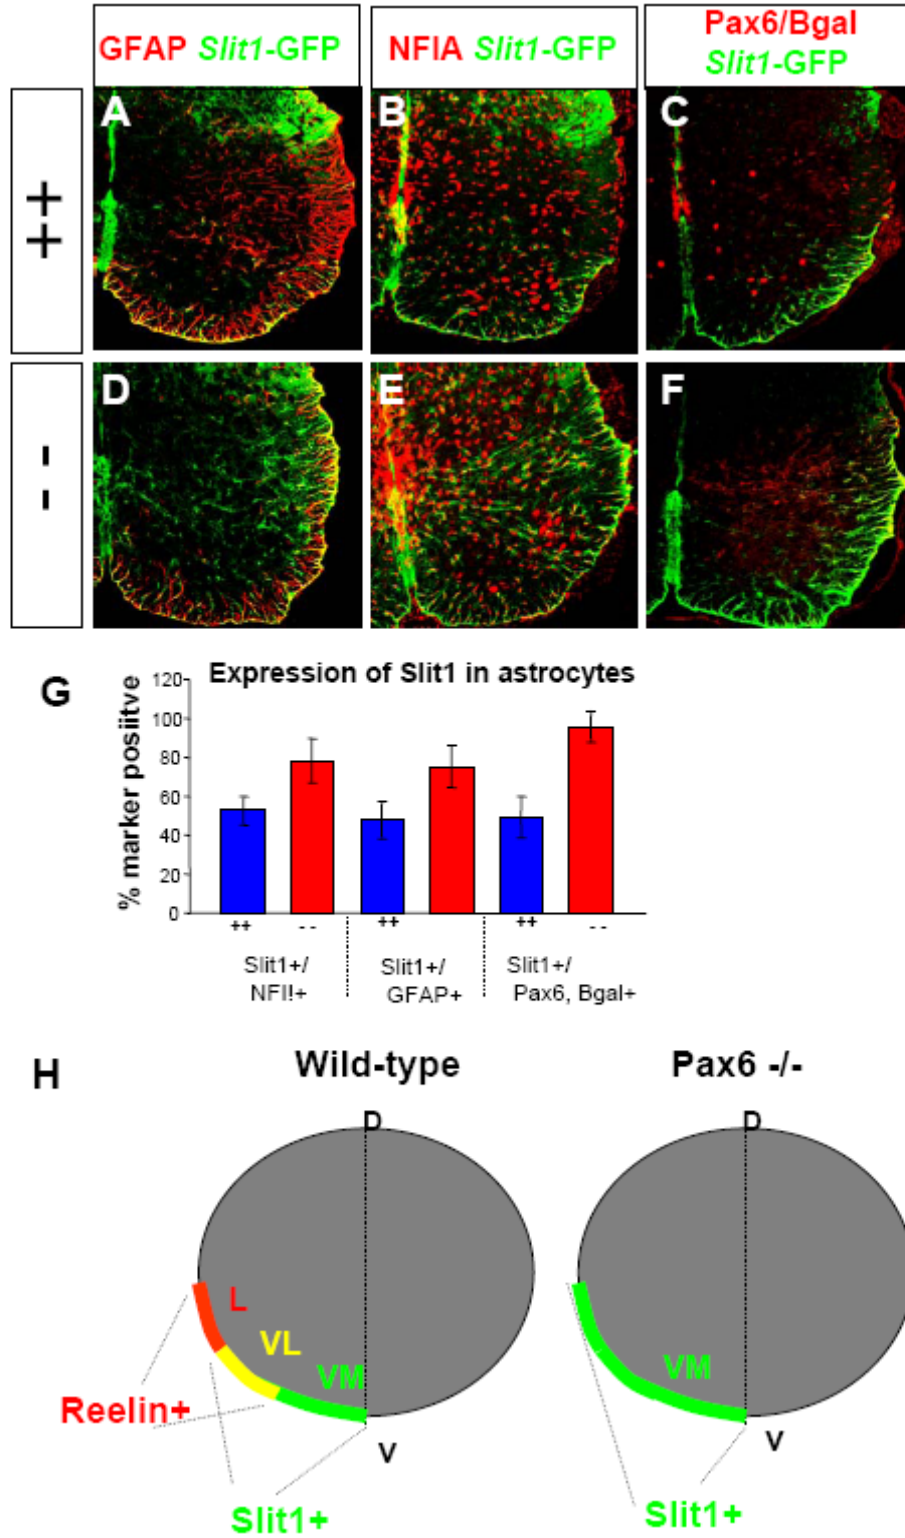 GFAP Slit1-GFP
NFIA Slit1-GFP
Pax6/Bgal
Slit1-GFP
++
A
B
C
--
D
E
F
G
Expression of Slit1 in astrocytes
% marker posiitve
120
100
80
60
40
20
0
++
--
++
++
--
Slit1+/
NFI!+
Slit1+/
GFAP+
Slit1+/
Pax6, Bgal+
H
Wild-type
Pax6 -/-
D
D
L
VL
VM
VM
Reelin+
V
V
Slit1+
Slit1+